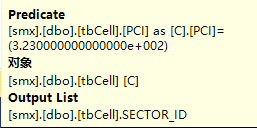 Predicate
[smx].[dbo].[tbCell].[PCI] as [C].[PCI]=
(3.230000000000000e+002)
对象
[smx].[dbo].[tbCell] [C]
Output List
[smx].[dbo].[tbCell].SECTOR_ID